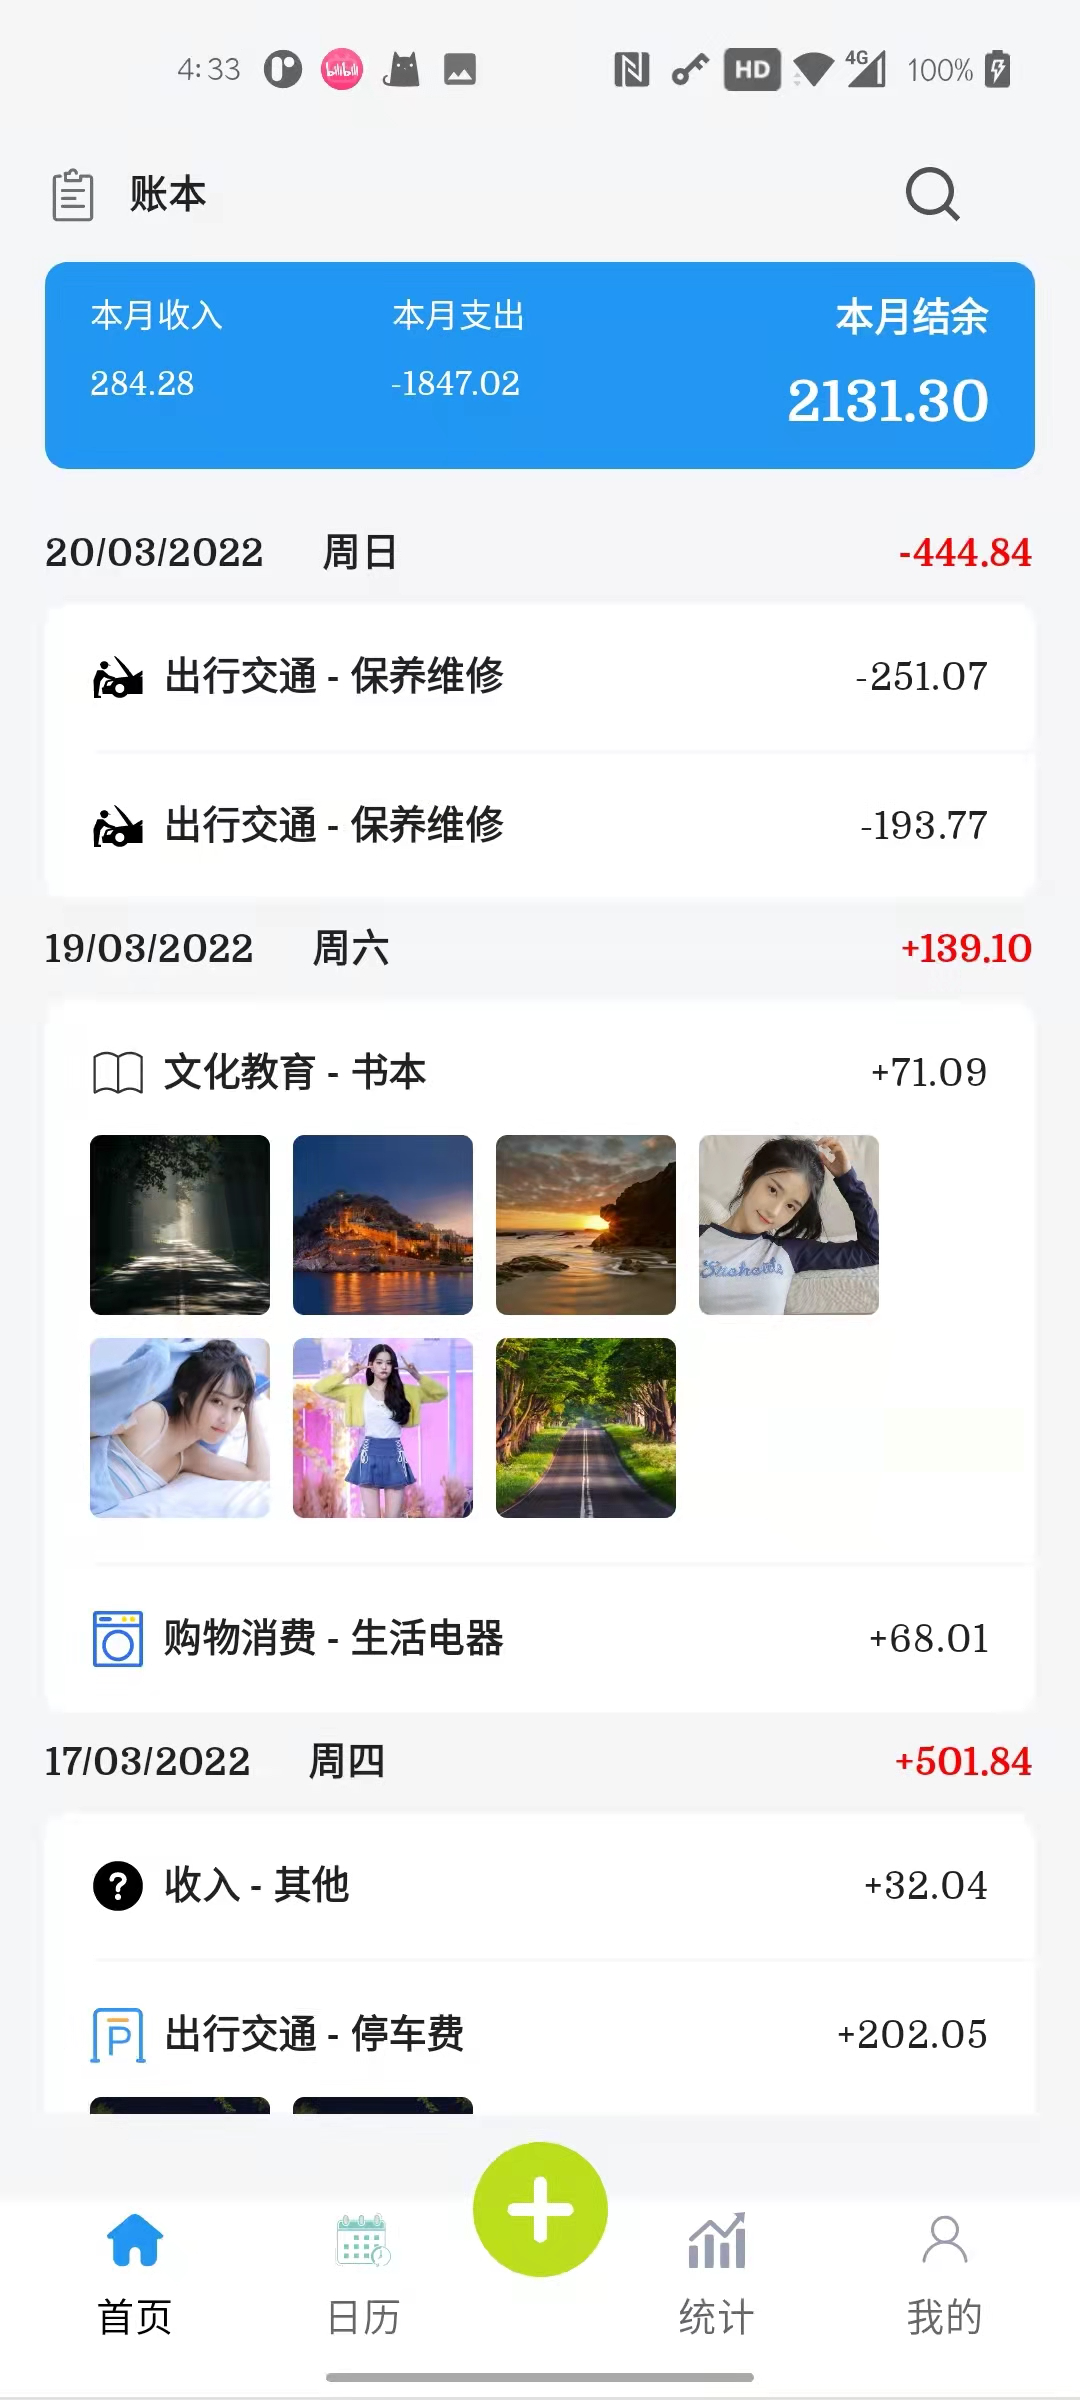 4:33 bilibili HD 4G 100%
账本
本月收入 本月支出 本月结余
284.28 -1847.02 2131.30
20/03/2022 周日 -444.84
出行交通 - 保养维修 -251.07
出行交通 - 保养维修 -193.77
19/03/2022 周六 +139.10
文化教育 - 书本 +71.09
购物消费 - 生活电器 +68.01
17/03/2022 周四 +501.84
收入 - 其他 +32.04
P 出行交通 - 停车费 +202.05
首页 日历 统计 我的